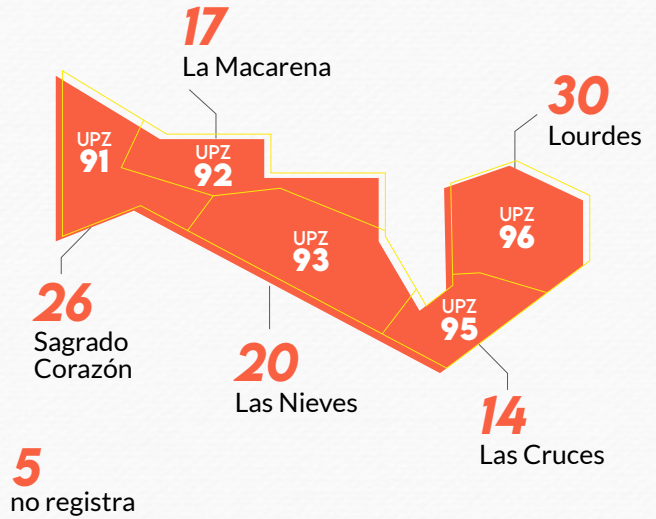 17
La Macarena
30
Lourdes
UPZ
91
UPZ
92
UPZ
93
UPZ
96
UPZ
95
26
Sagrado
Corazón
20
Las Nieves
14
Las Cruces
5
no registra